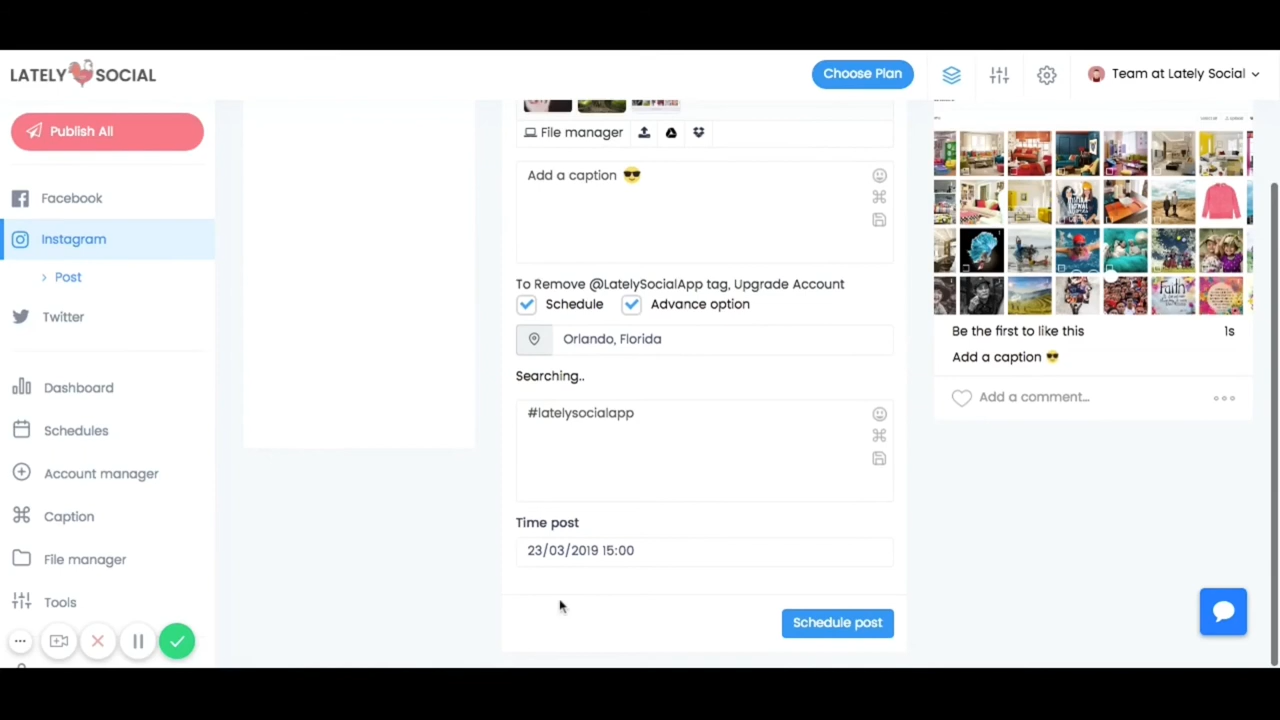 LATELY SOCIAL
Choose Plan
Team at Lately Social
Publish All
Facebook
Instagram
Post
Twitter
Dashboard
Schedules
Account manager
Caption
File manager
Tools
File manager
Add a caption 😎
To Remove @LatelySocialApp tag, Upgrade Account
Schedule
Advance option
Orlando, Florida
Searching..
#latelysocialapp
Time post
23/03/2019 15:00
Schedule post
Faith
Be the first to like this 1s
Add a caption 😎
Add a comment...